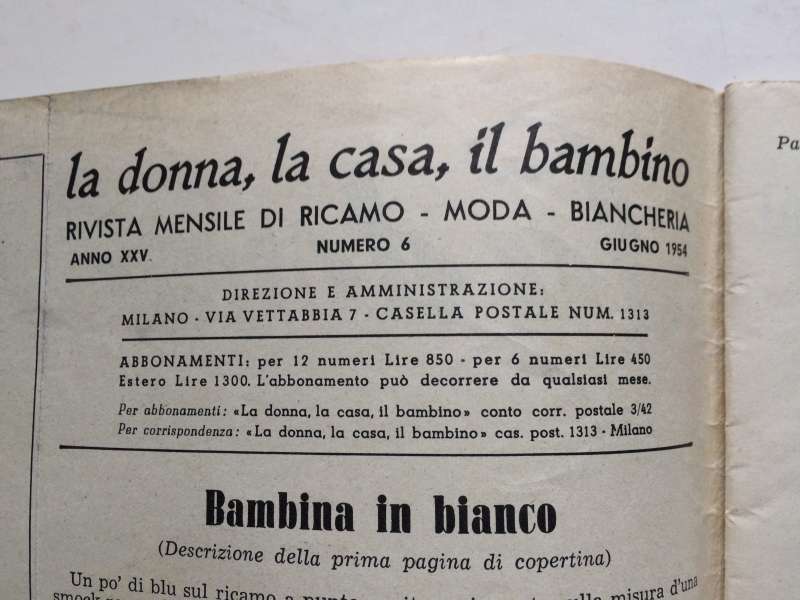 la donna, la casa, il bambino
RIVISTA MENSILE DI RICAMO - MODA - BIANCHERIA
ANNO XXV. NUMERO 6 GIUGNO 1954
DIREZIONE E AMMINISTRAZIONE:
MILANO - VIA VETTABBIA 7 - CASELLA POSTALE NUM. 1313
ABBONAMENTI: per 12 numeri Lire 850 - per 6 numeri Lire 450
Estero Lire 1300. L'abbonamento può decorrere da qualsiasi mese.
Per abbonamenti: «La donna, la casa, il bambino» conto corr. postale 3/42
Per corrispondenza: «La donna, la casa, il bambino» cas. post. 1313 - Milano
Bambina in bianco
(Descrizione della prima pagina di copertina)
Un po' di blu sul ricamo a misura d'una
Pa